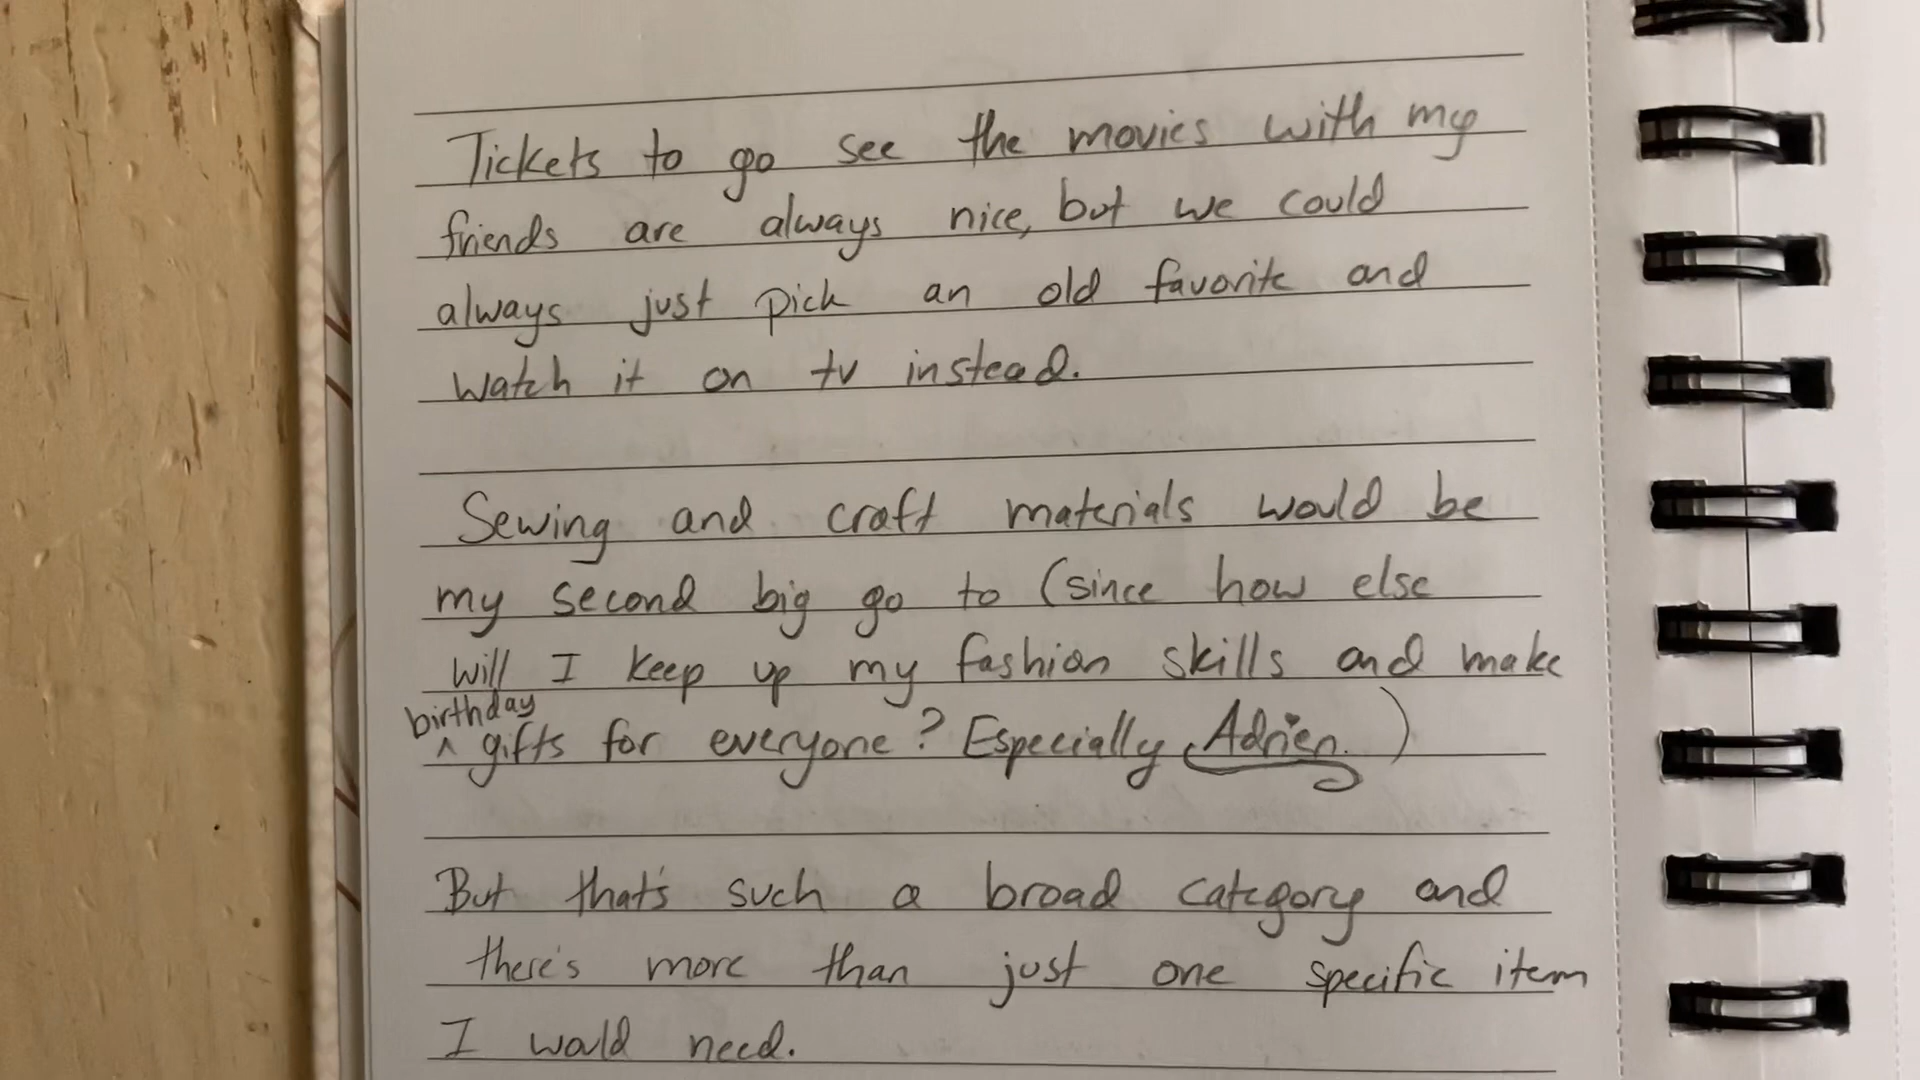 Tickets to go see the movies with my
friends are always nice, but we could
always just pick an old favorite and
watch it on tv instead.
Sewing and craft materials would be
my second big go to (since how else
will I keep up my fashion skills and make
birthday
^ gifts for everyone? Especially Adrien.)
But that's such a broad category and
there's more than just one specific item
I would need.